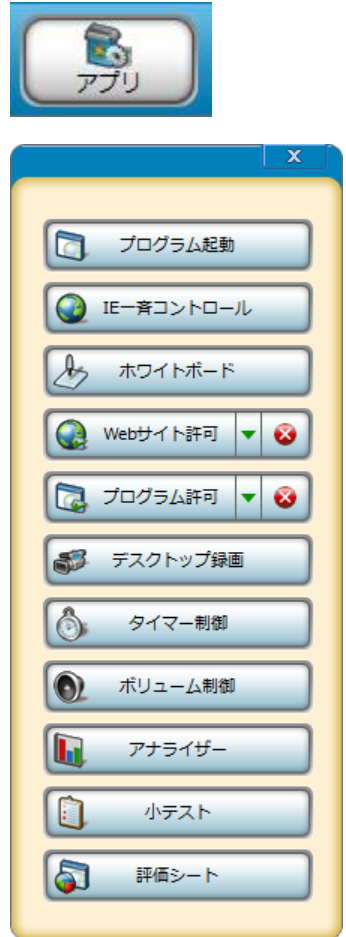 アプリ
X
プログラム起動
IE一斉コントロール
ホワイトボード
Webサイト許可
プログラム許可
デスクトップ録画
タイマー制御
ボリューム制御
アナライザー
小テスト
評価シート